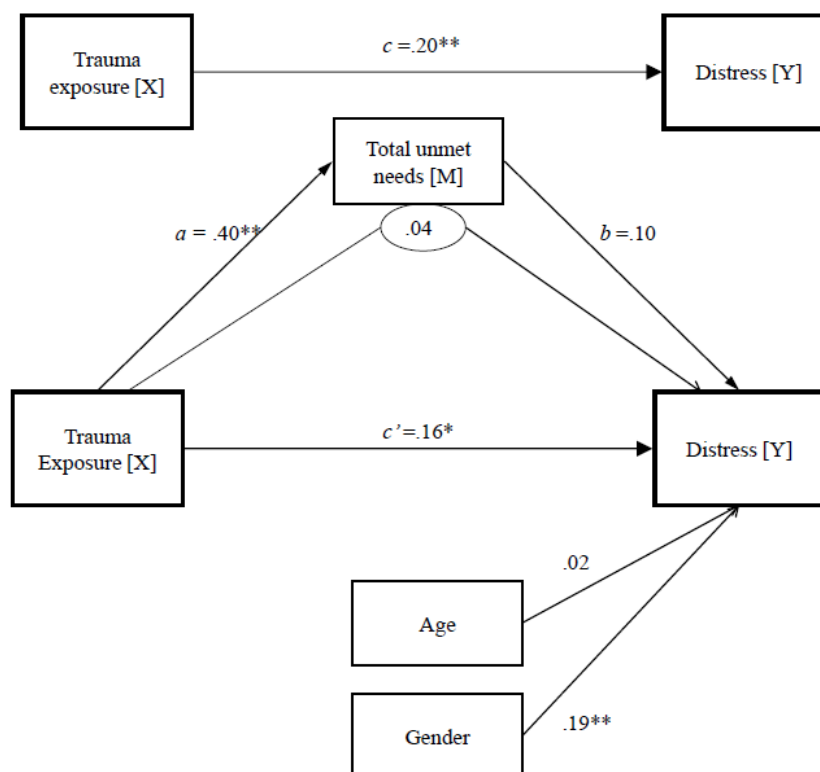 c =.20**
Trauma
exposure [X]
Distress [Y]
Total unmet
needs [M]
a = .40**
.04
b =.10
Trauma
Exposure [X]
c’=.16*
Distress [Y]
.02
Age
Gender
.19**